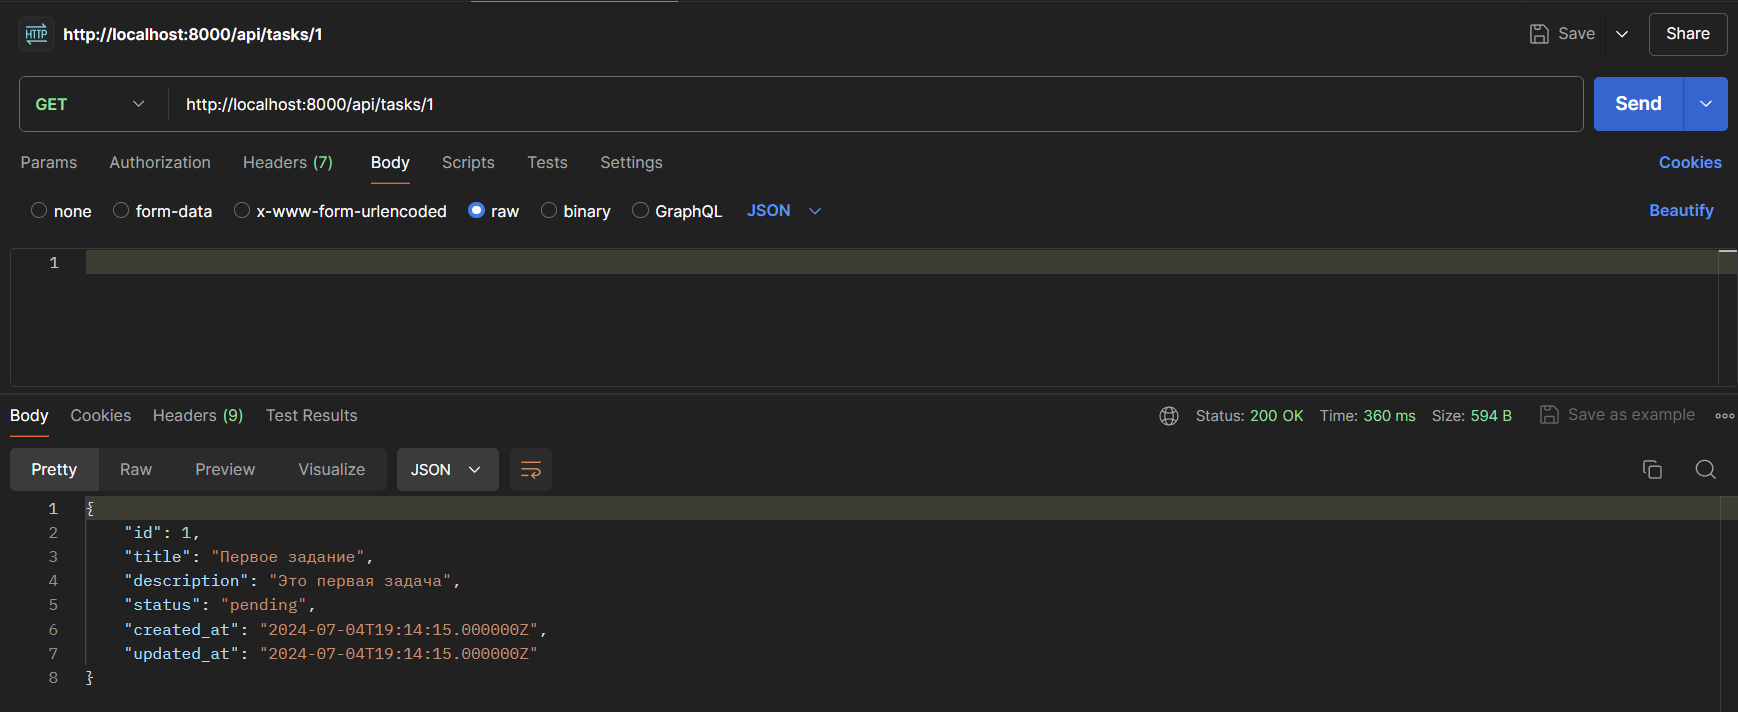 HTTP http://localhost:8000/api/tasks/1 Save Share
GET http://localhost:8000/api/tasks/1 Send
Params Authorization Headers (7) Body Scripts Tests Settings Cookies
none form-data x-www-form-urlencoded raw binary GraphQL JSON Beautify
1
Body Cookies Headers (9) Test Results Status: 200 OK Time: 360 ms Size: 594 B Save as example
Pretty Raw Preview Visualize JSON
1 {
2 "id": 1,
3 "title": "Первое задание",
4 "description": "Это первая задача",
5 "status": "pending",
6 "created_at": "2024-07-04T19:14:15.000000Z",
7 "updated_at": "2024-07-04T19:14:15.000000Z"
8 }